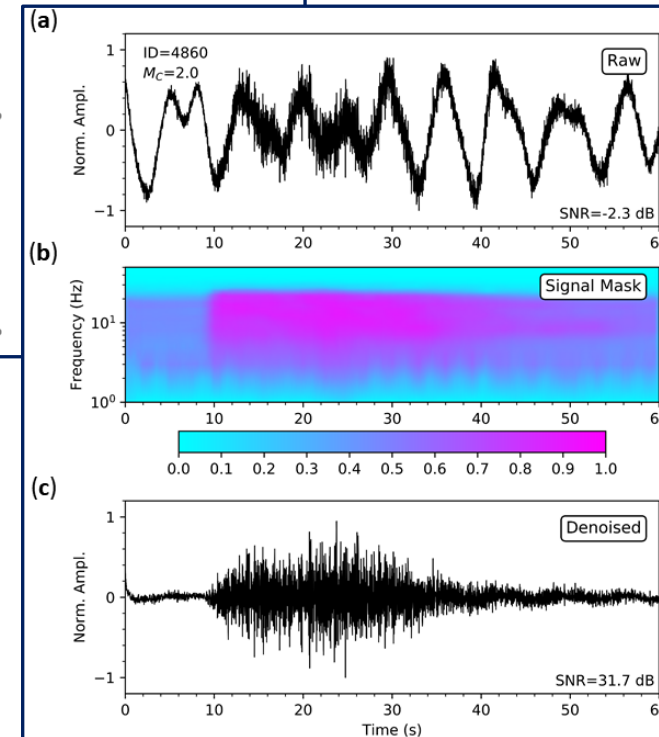 (a)
ID=4860
M_C=2.0
Raw
Norm. Ampl.
1
0
−1
SNR=-2.3 dB
0 10 20 30 40 50 6
(b)
Signal Mask
Frequency (Hz)
10¹
10⁰
0 10 20 30 40 50 6
0.0 0.1 0.2 0.3 0.4 0.5 0.6 0.7 0.8 0.9 1.0
(c)
Denoised
Norm. Ampl.
1
0
−1
SNR=31.7 dB
0 10 20 30 40 50 6
Time (s)